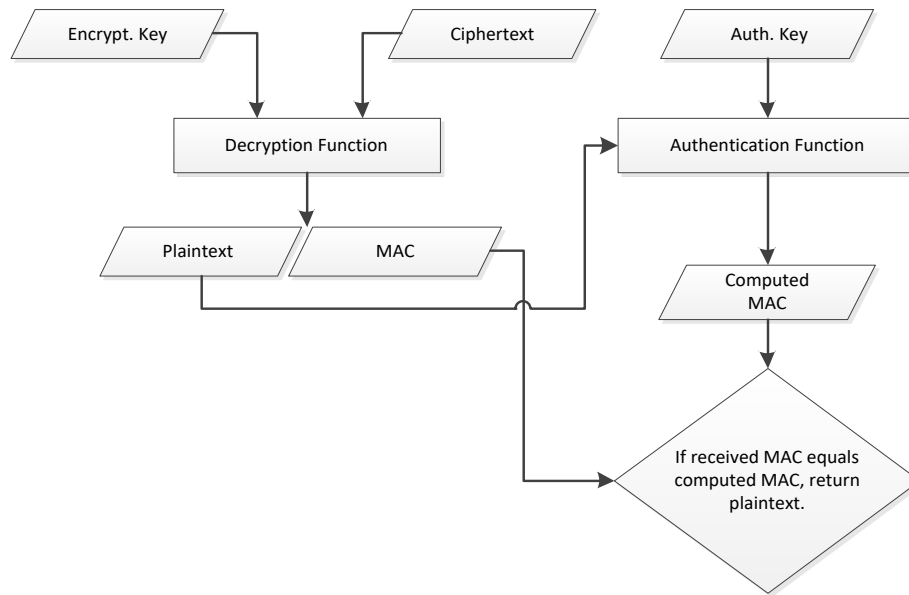 Encrypt. Key
Ciphertext
Auth. Key
Decryption Function
Authentication Function
Plaintext
MAC
Computed
MAC
If received MAC equals
computed MAC, return
plaintext.